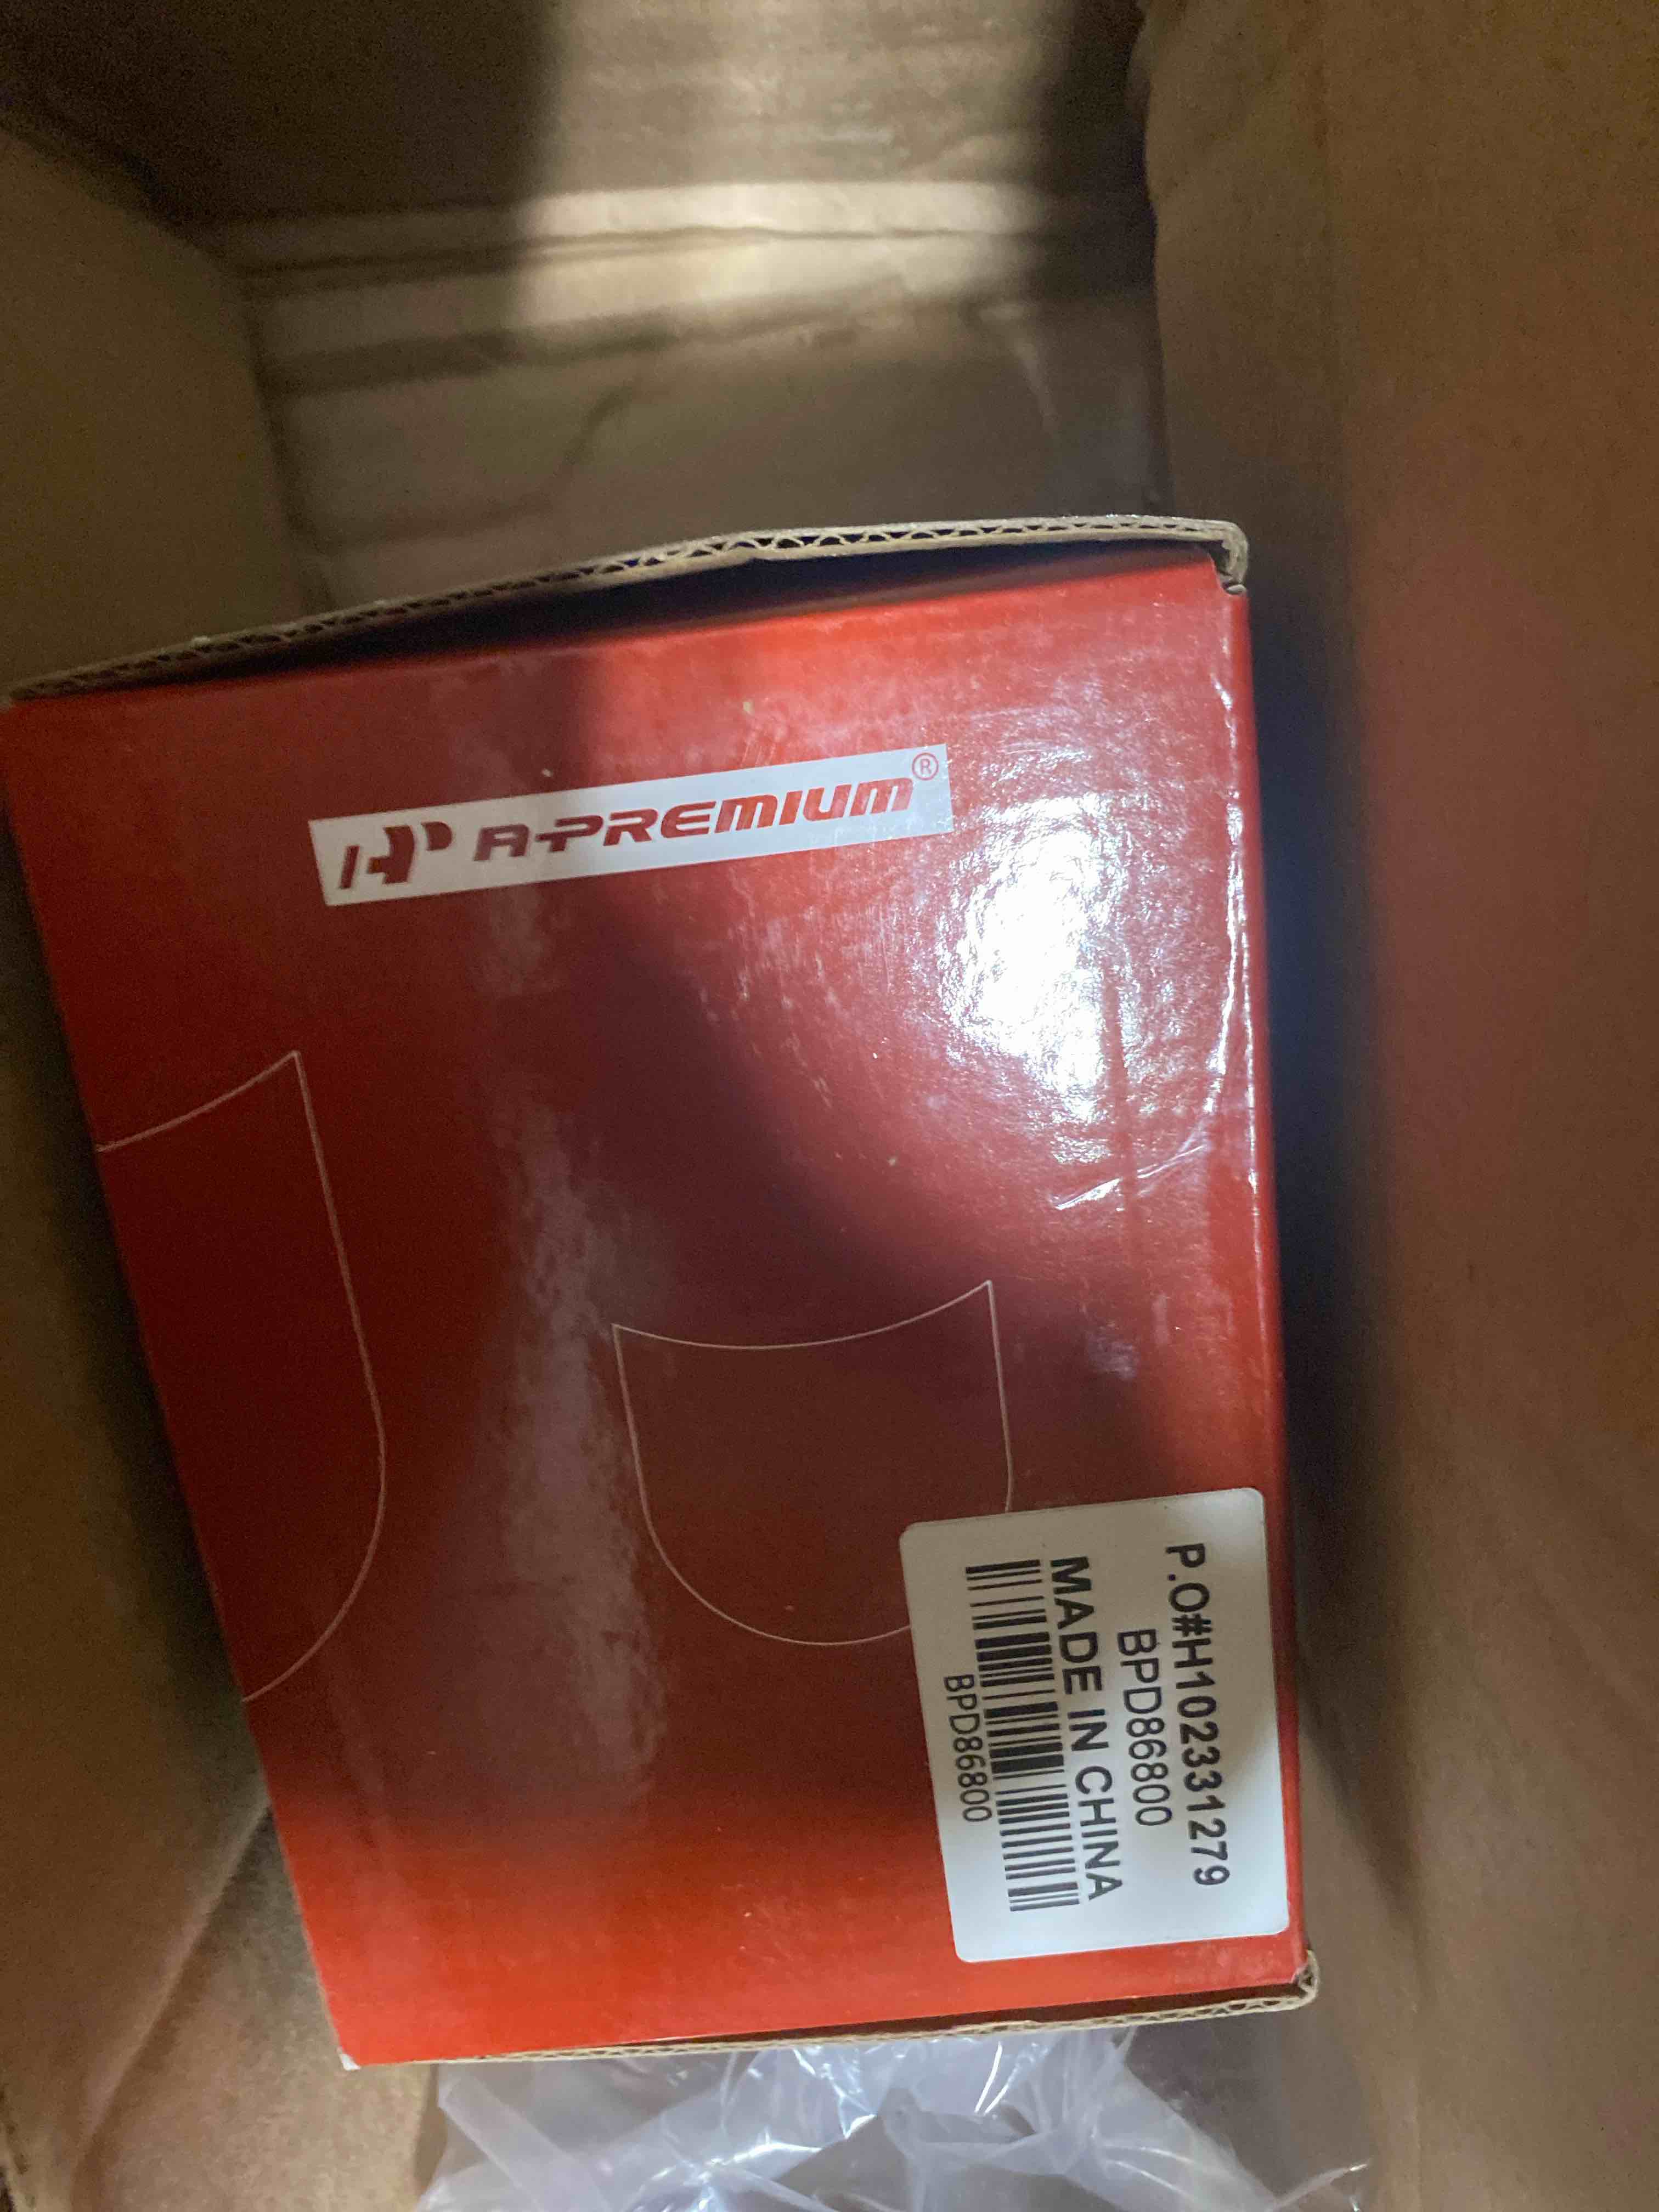 A-PREMIUM®
P.O#H102331279
BPD86800
MADE IN CHINA
BPD86800